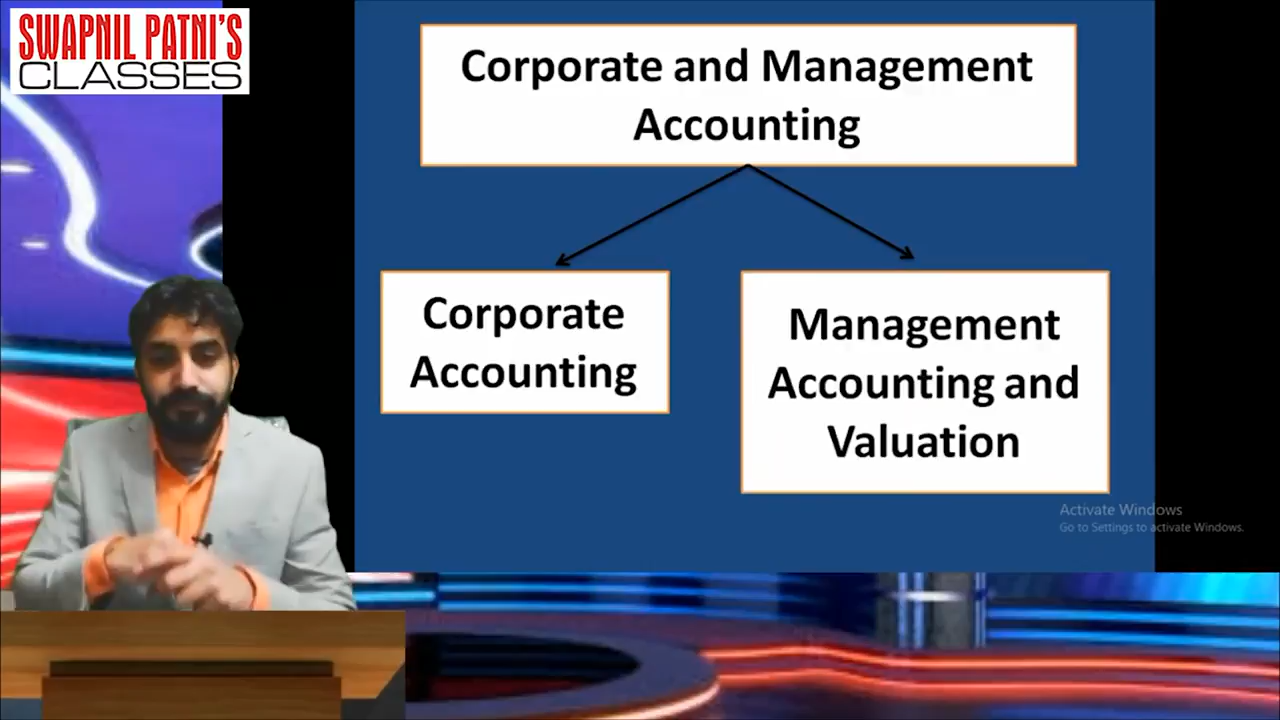 SWAPNIL PATNI'S
CLASSES
Corporate and Management
Accounting
Corporate
Accounting
Management
Accounting and
Valuation
Activate Windows
Go to Settings to activate Windows.